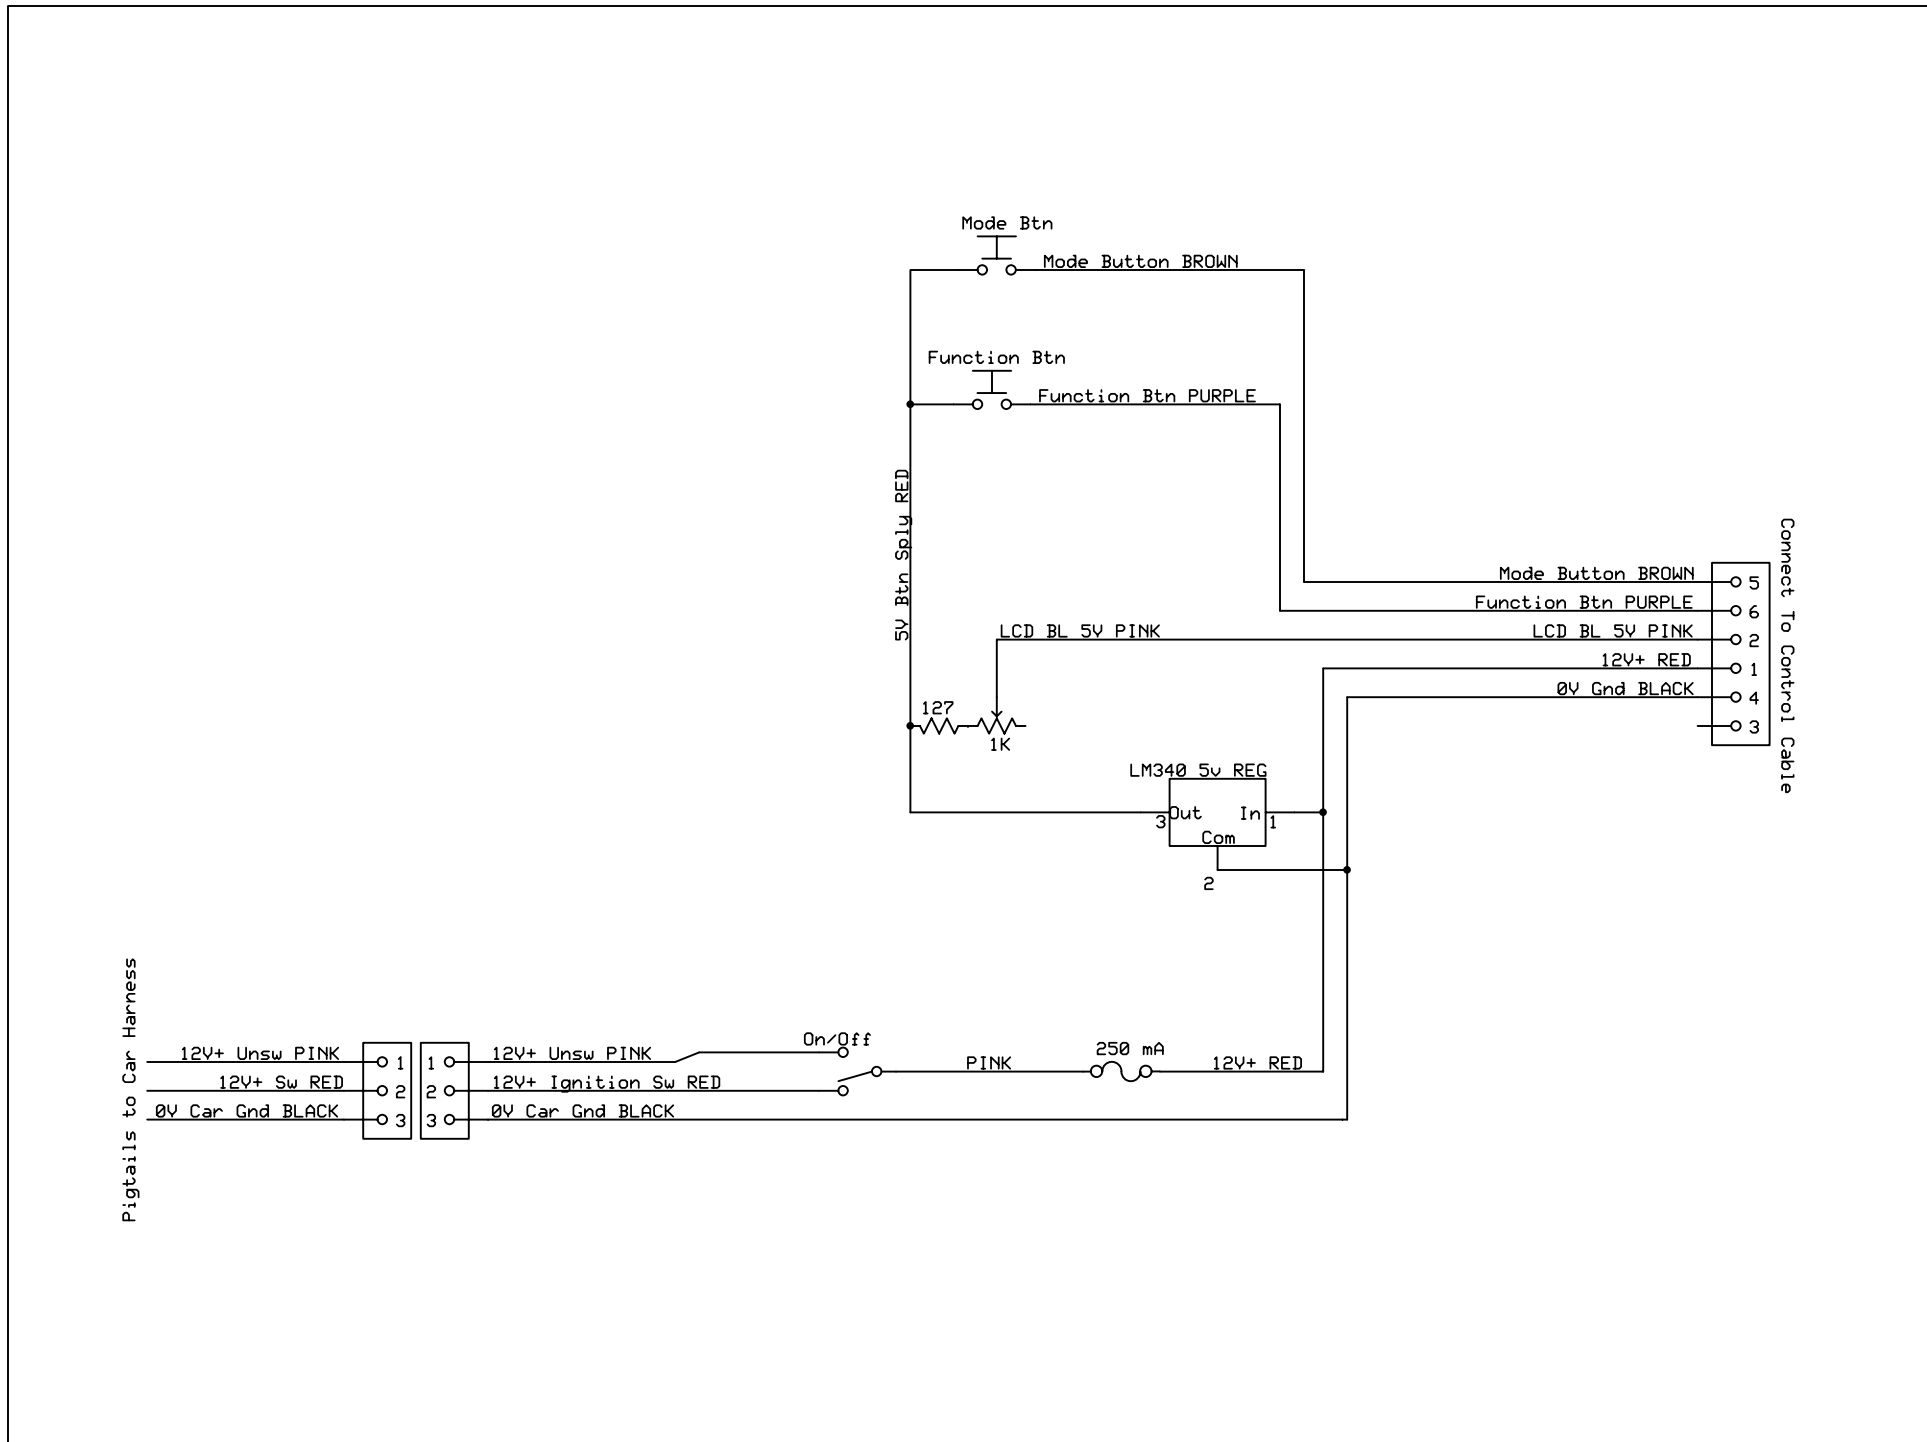 Mode Btn
Mode Button BROWN
Function Btn
Function Btn PURPLE
5V Btn Sply RED
Connect To Control Cable
Mode Button BROWN
5
Function Btn PURPLE
6
LCD BL 5V PINK
LCD BL 5V PINK
2
12V+ RED
1
0V Gnd BLACK
4
3
127
1K
LM340 5v REG
Out
In
3
1
Com
2
Pigtails to Car Harness
On/Off
12V+ Unsw PINK
1
1
12V+ Unsw PINK
PINK
250 mA
12V+ RED
12V+ Sw RED
2
2
12V+ Ignition Sw RED
0V Car Gnd BLACK
3
3
0V Car Gnd BLACK